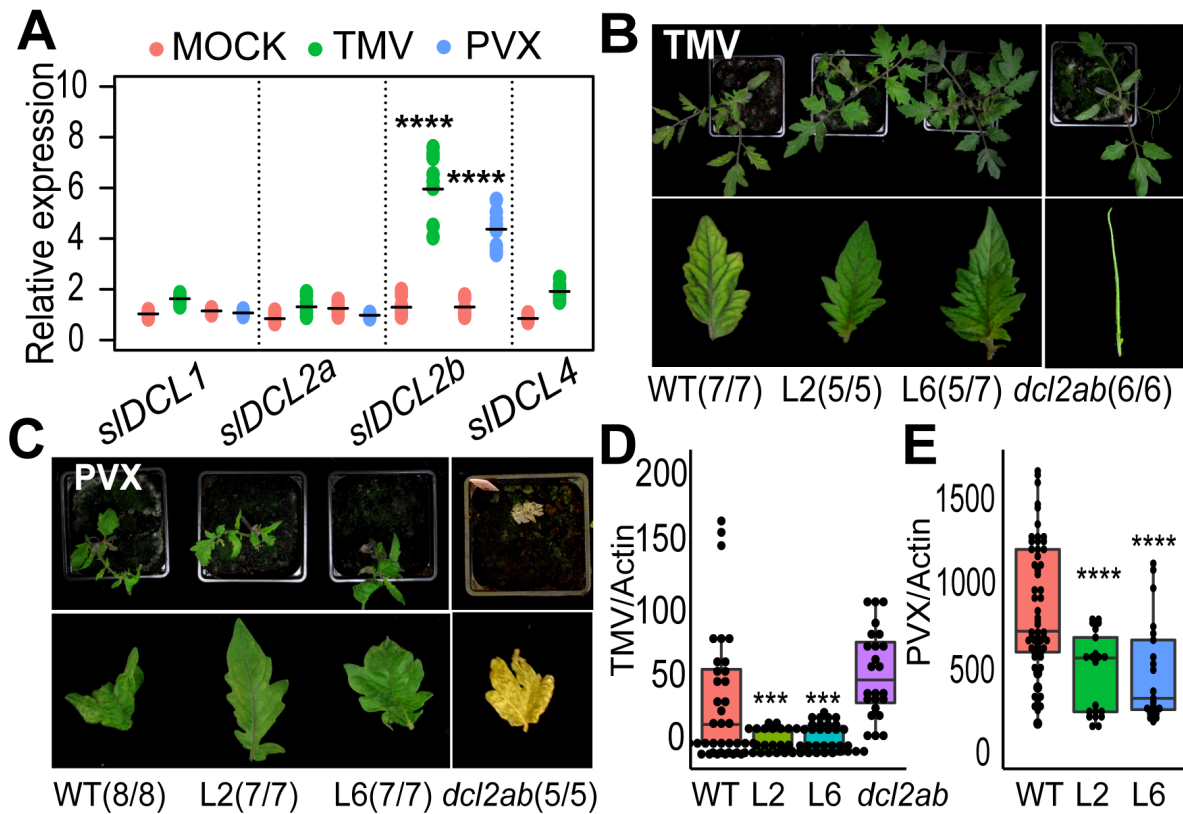 A
MOCK TMV PVX
Relative expression
10
8
6
4
2
0
****
****
slDCL1
slDCL2a
slDCL2b
slDCL4
B
TMV
WT(7/7) L2(5/5) L6(5/7) dcl2ab(6/6)
C
PVX
WT(8/8) L2(7/7) L6(7/7) dcl2ab(5/5)
D
TMV/Actin
200
150
100
50
0
*** ***
WT L2 L6 dcl2ab
E
PVX/Actin
1500
1000
500
0
****
****
WT L2 L6